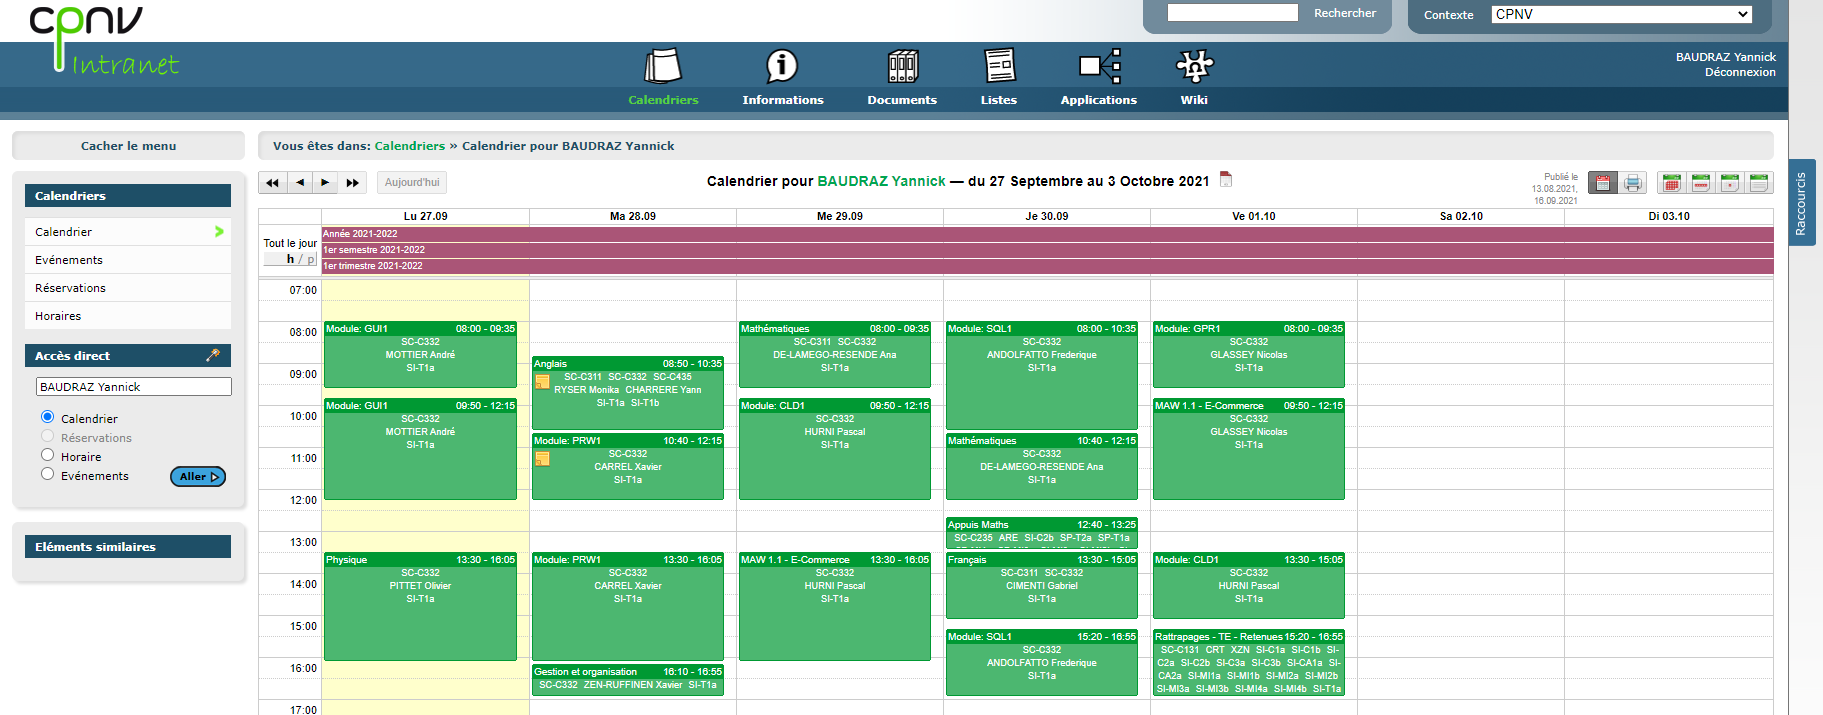 cpnv
Intranet
Rechercher
Contexte
CPNV
BAUDRAZ Yannick
Déconnexion
Calendriers
Informations
Documents
Listes
Applications
Wiki
Raccourcis
Cacher le menu
Vous êtes dans: Calendriers » Calendrier pour BAUDRAZ Yannick
Calendriers
Calendrier
Evénements
Réservations
Horaires
Accès direct
BAUDRAZ Yannick
Calendrier
Réservations
Horaire
Evénements
Aller
Eléments similaires
Aujourd'hui
Calendrier pour BAUDRAZ Yannick — du 27 Septembre au 3 Octobre 2021
Publié le
13.08.2021,
16.09.2021
Lu 27.09
Ma 28.09
Me 29.09
Je 30.09
Ve 01.10
Sa 02.10
Di 03.10
Tout le jour
h / p
Année 2021-2022
1er semestre 2021-2022
1er trimestre 2021-2022
07:00
08:00
09:00
10:00
11:00
12:00
13:00
14:00
15:00
16:00
17:00
Module: GUI1 08:00 - 09:35
SC-C332
MOTTIER André
SI-T1a
Module: GUI1 09:50 - 12:15
SC-C332
MOTTIER André
SI-T1a
Physique 13:30 - 16:05
SC-C332
PITTET Olivier
SI-T1a
Anglais 08:50 - 10:35
SC-C311 SC-C332 SC-C435
RYSER Monika CHARRERE Yann
SI-T1a SI-T1b
Module: PRW1 10:40 - 12:15
SC-C332
CARREL Xavier
SI-T1a
Module: PRW1 13:30 - 16:05
SC-C332
CARREL Xavier
SI-T1a
Gestion et organisation 16:10 - 16:55
SC-C332 ZEN-RUFFINEN Xavier SI-T1a
Mathématiques 08:00 - 09:35
SC-C311 SC-C332
DE-LAMEGO-RESENDE Ana
SI-T1a
Module: CLD1 09:50 - 12:15
SC-C332
HURNI Pascal
SI-T1a
MAW 1.1 - E-Commerce 13:30 - 16:05
SC-C332
HURNI Pascal
SI-T1a
Module: SQL1 08:00 - 10:35
SC-C332
ANDOLFATTO Frederique
SI-T1a
Mathématiques 10:40 - 12:15
SC-C332
DE-LAMEGO-RESENDE Ana
SI-T1a
Appuis Maths 12:40 - 13:25
SC-C235 ARE SI-C2b SP-T2a SP-T1a
Français 13:30 - 15:05
SC-C311 SC-C332
CIMENTI Gabriel
SI-T1a
Module: SQL1 15:20 - 16:55
SC-C332
ANDOLFATTO Frederique
SI-T1a
Module: GPR1 08:00 - 09:35
SC-C332
GLASSEY Nicolas
SI-T1a
MAW 1.1 - E-Commerce 09:50 - 12:15
SC-C332
GLASSEY Nicolas
SI-T1a
Module: CLD1 13:30 - 15:05
SC-C332
HURNI Pascal
SI-T1a
Rattrapages - TE - Retenues 15:20 - 16:55
SC-C131 CRT XZN SI-C1a SI-C1b SI-
C2a SI-C2b SI-C3a SI-C3b SI-CA1a SI-
CA2a SI-MI1a SI-MI1b SI-MI2a SI-MI2b
SI-MI3a SI-MI3b SI-MI4a SI-MI4b SI-T1a